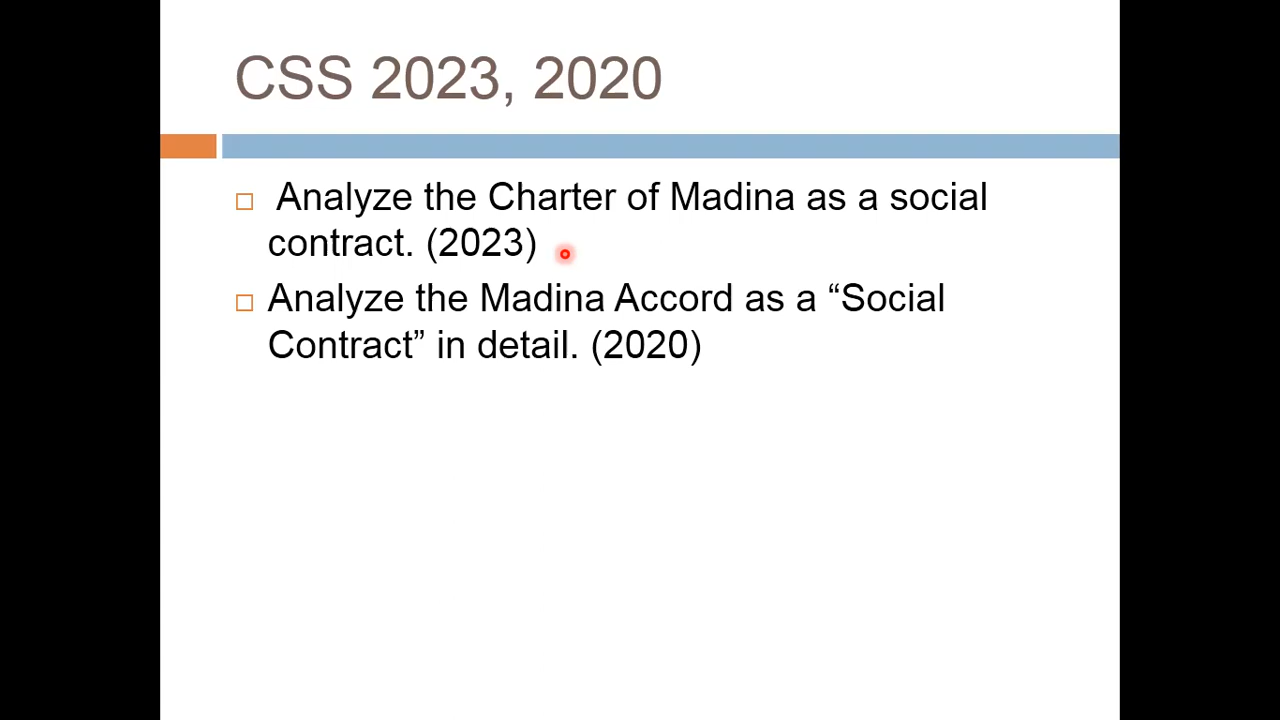 CSS 2023, 2020
Analyze the Charter of Madina as a social
contract. (2023)
Analyze the Madina Accord as a “Social
Contract” in detail. (2020)